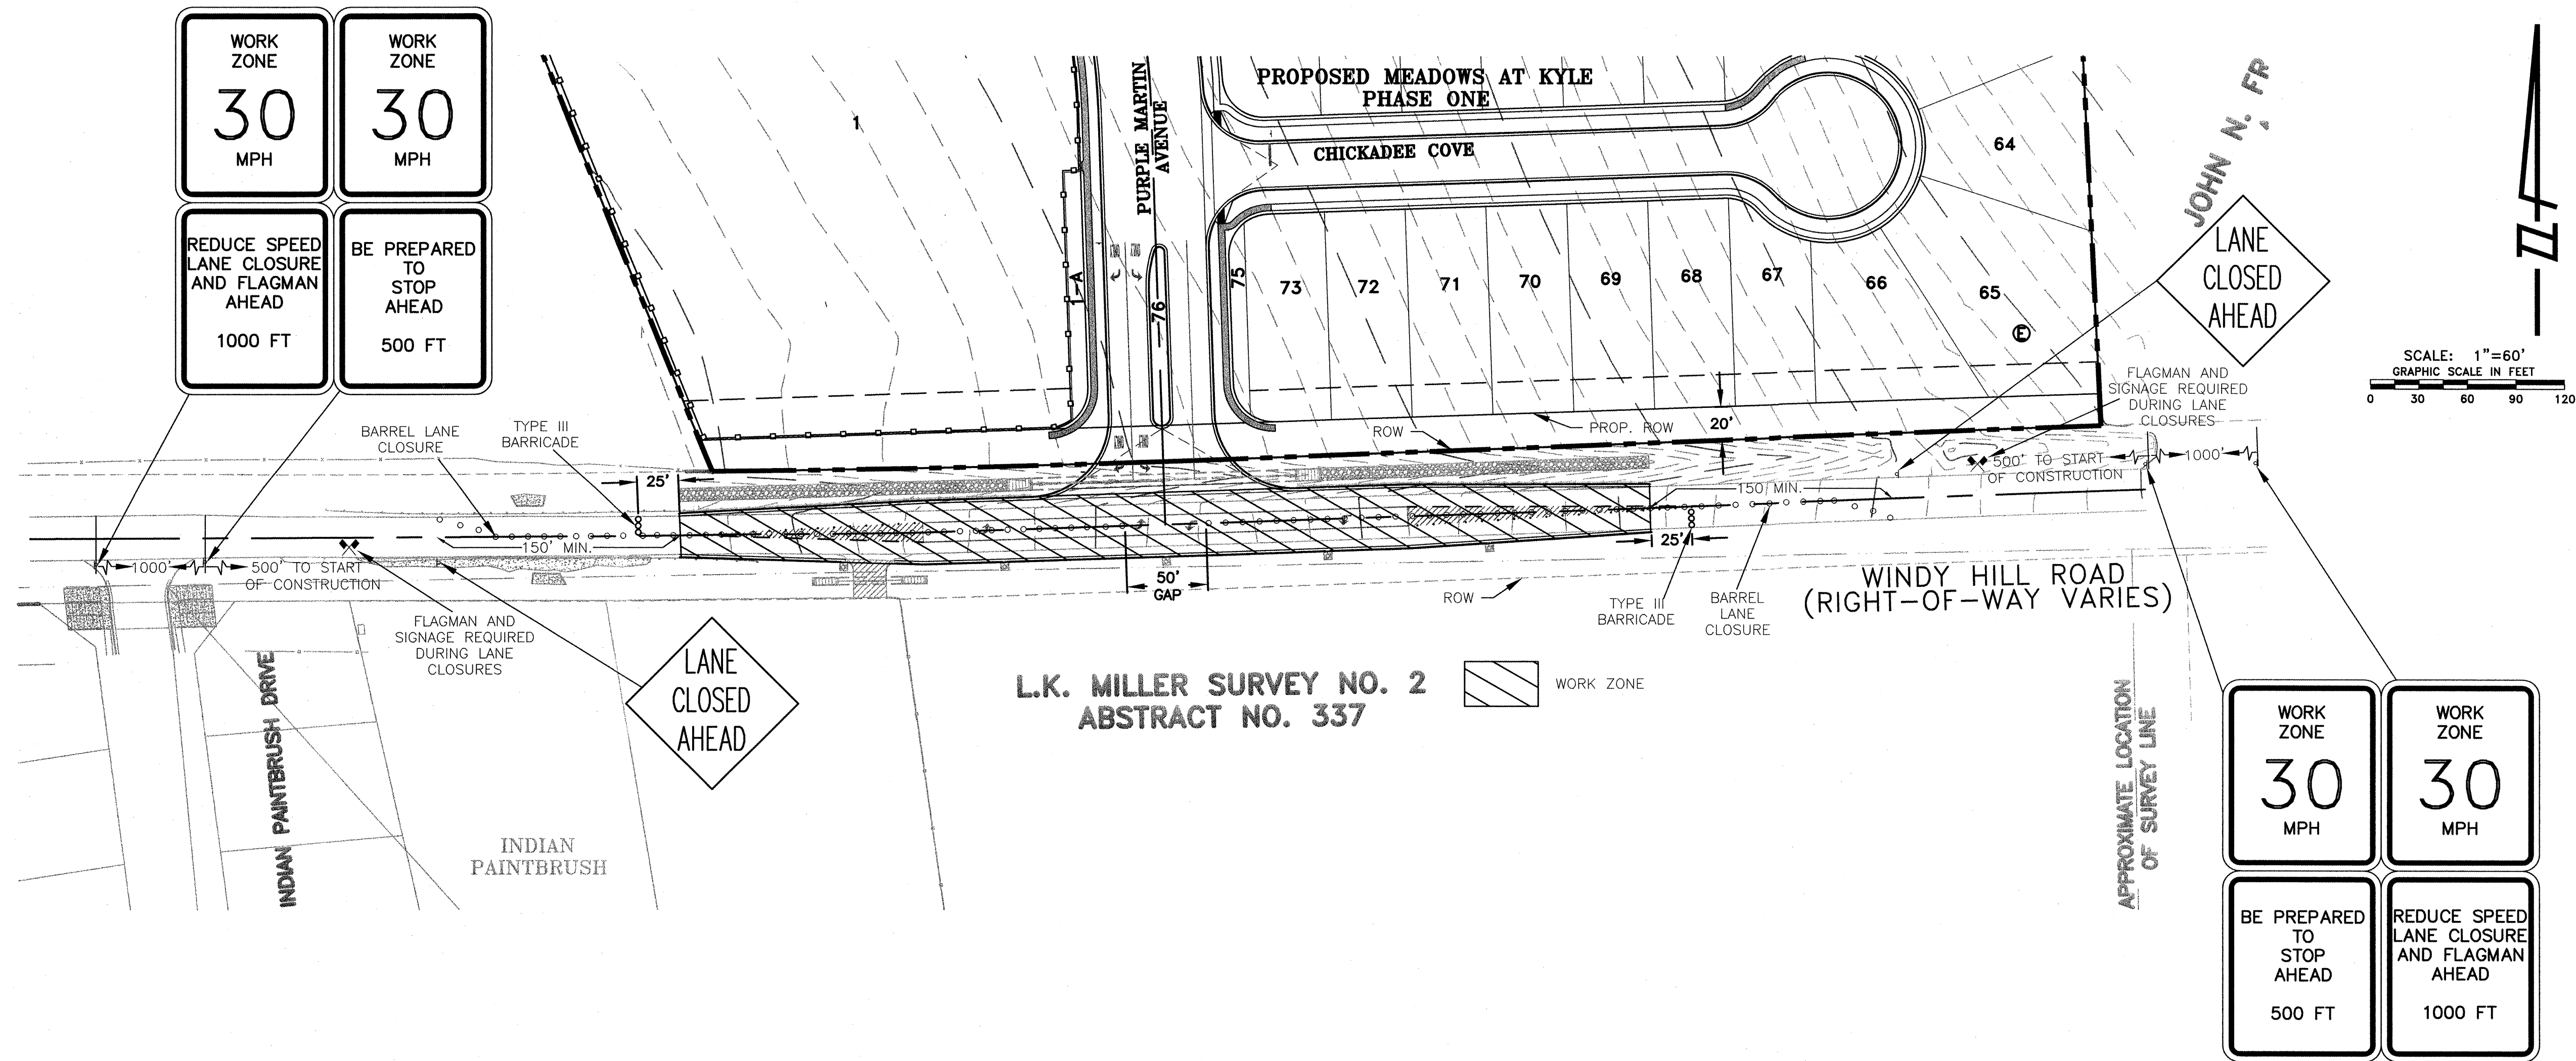 WORK
ZONE
30
MPH
WORK
ZONE
30
MPH
REDUCE SPEED
LANE CLOSURE
AND FLAGMAN
AHEAD
1000 FT
BE PREPARED
TO
STOP
AHEAD
500 FT
PROPOSED MEADOWS AT KYLE
PHASE ONE
PURPLE MARTIN
AVENUE
CHICKADEE COVE
1
1-A
76
75
73
72
71
70
69
68
67
66
65
64
E
JOHN N. FR
LANE
CLOSED
AHEAD
SCALE: 1"=60'
GRAPHIC SCALE IN FEET
0 30 60 90 120
FLAGMAN AND
SIGNAGE REQUIRED
DURING LANE
CLOSURES
BARREL LANE
CLOSURE
TYPE III
BARRICADE
25'
ROW
PROP. ROW
20'
500' TO START
OF CONSTRUCTION
1000'
150' MIN.
150' MIN.
1000'
500' TO START
OF CONSTRUCTION
25'
50'
GAP
ROW
TYPE III
BARRICADE
BARREL
LANE
CLOSURE
WINDY HILL ROAD
(RIGHT-OF-WAY VARIES)
FLAGMAN AND
SIGNAGE REQUIRED
DURING LANE
CLOSURES
LANE
CLOSED
AHEAD
L.K. MILLER SURVEY NO. 2
ABSTRACT NO. 337
WORK ZONE
INDIAN PAINTBRUSH DRIVE
INDIAN
PAINTBRUSH
APPROXIMATE LOCATION
OF SURVEY LINE
WORK
ZONE
30
MPH
WORK
ZONE
30
MPH
BE PREPARED
TO
STOP
AHEAD
500 FT
REDUCE SPEED
LANE CLOSURE
AND FLAGMAN
AHEAD
1000 FT